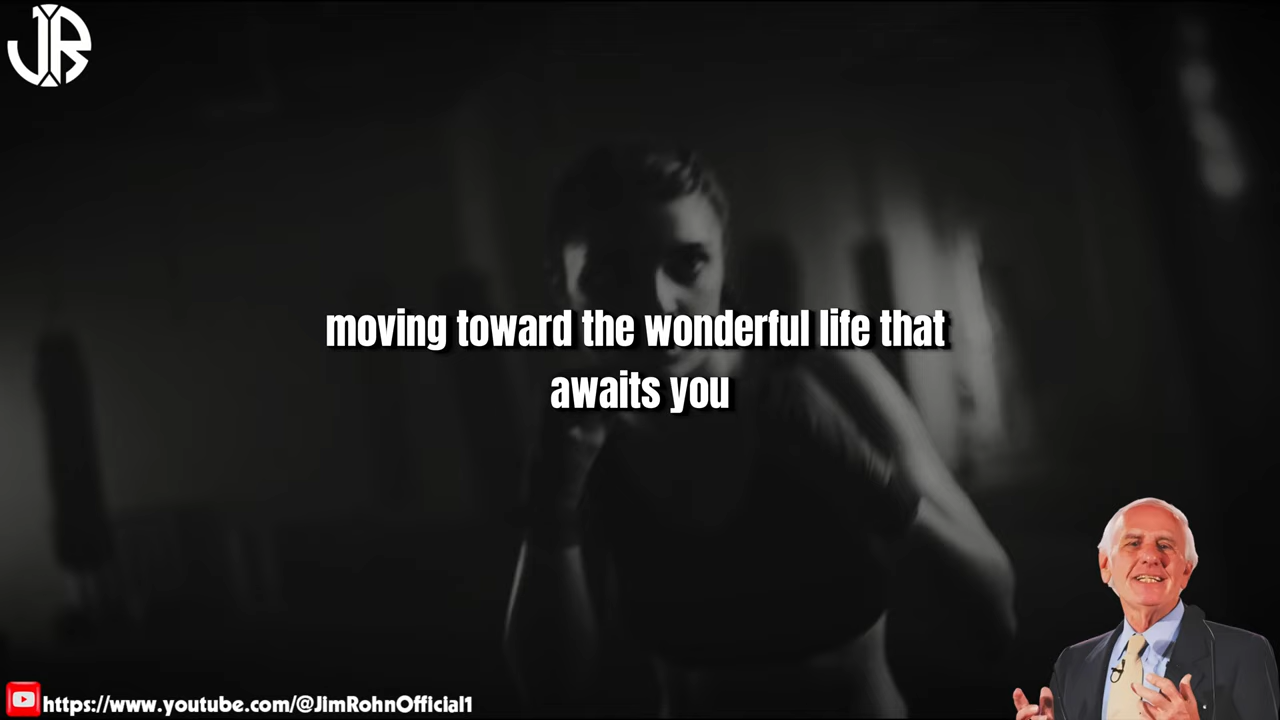 JR
moving toward the wonderful life that
awaits you
https://www.youtube.com/@JimRohnOfficial1